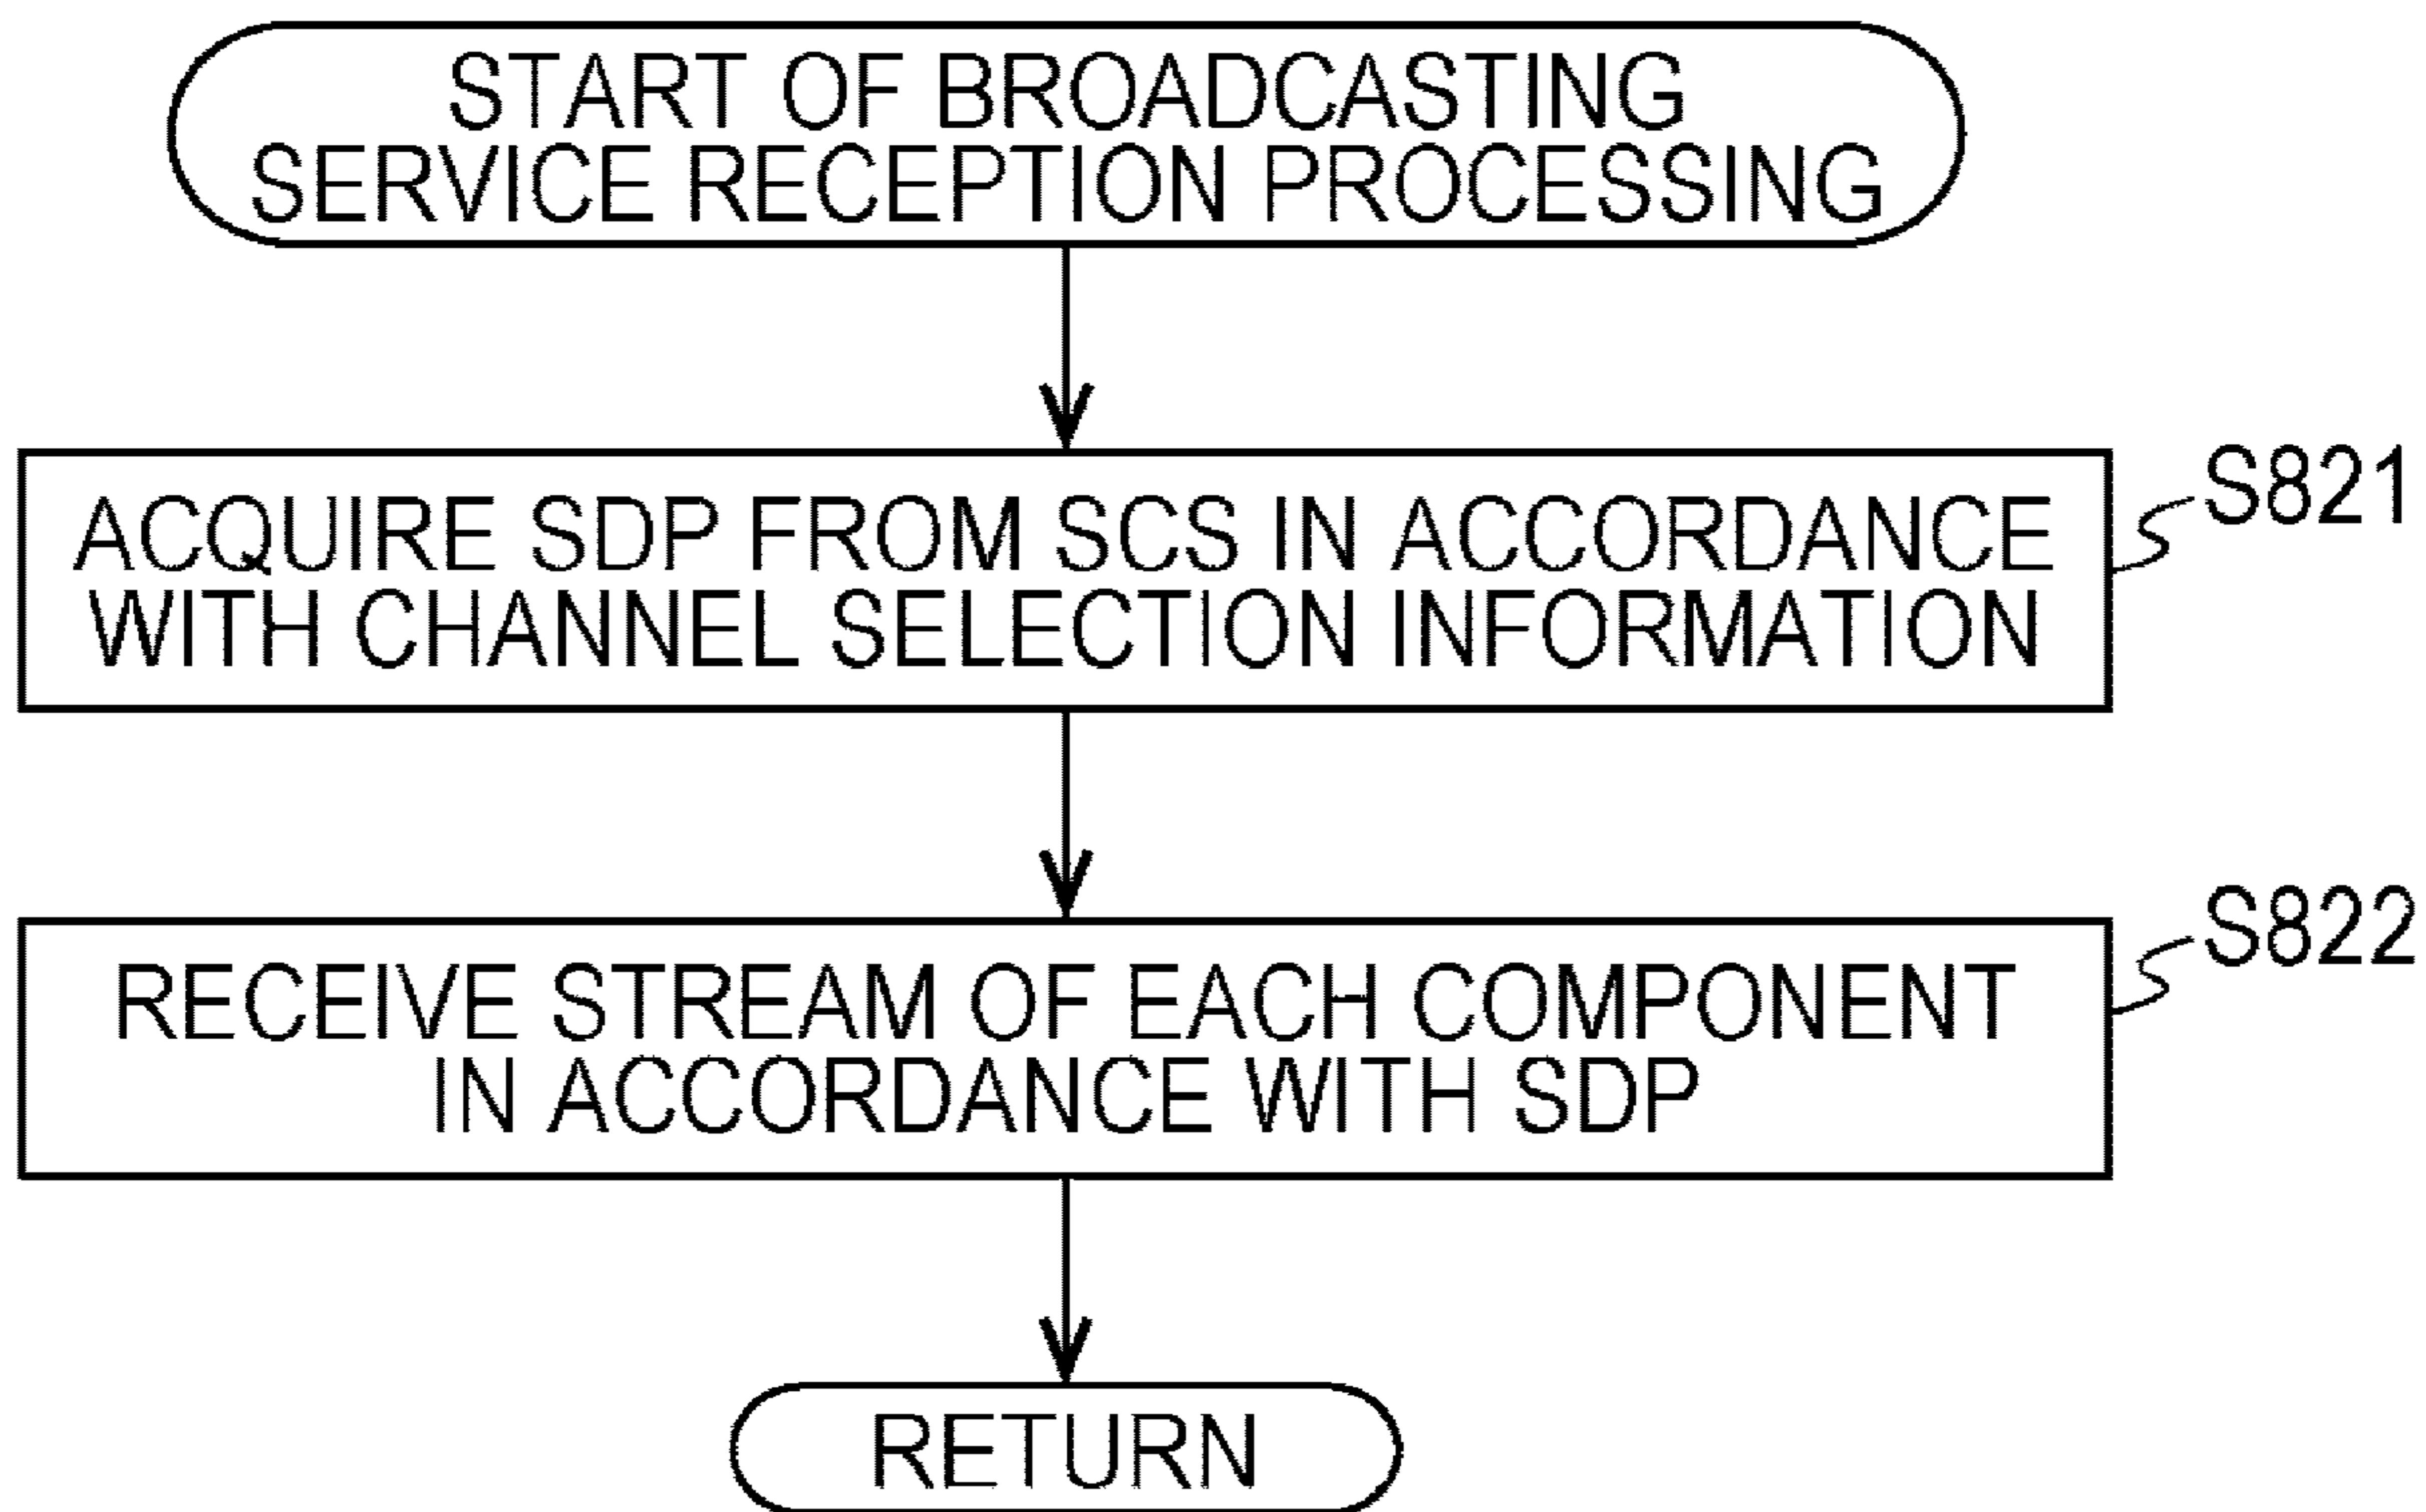 START OF BROADCASTING
SERVICE RECEPTION PROCESSING
ACQUIRE SDP FROM SCS IN ACCORDANCE
WITH CHANNEL SELECTION INFORMATION
S821
RECEIVE STREAM OF EACH COMPONENT
IN ACCORDANCE WITH SDP
S822
RETURN